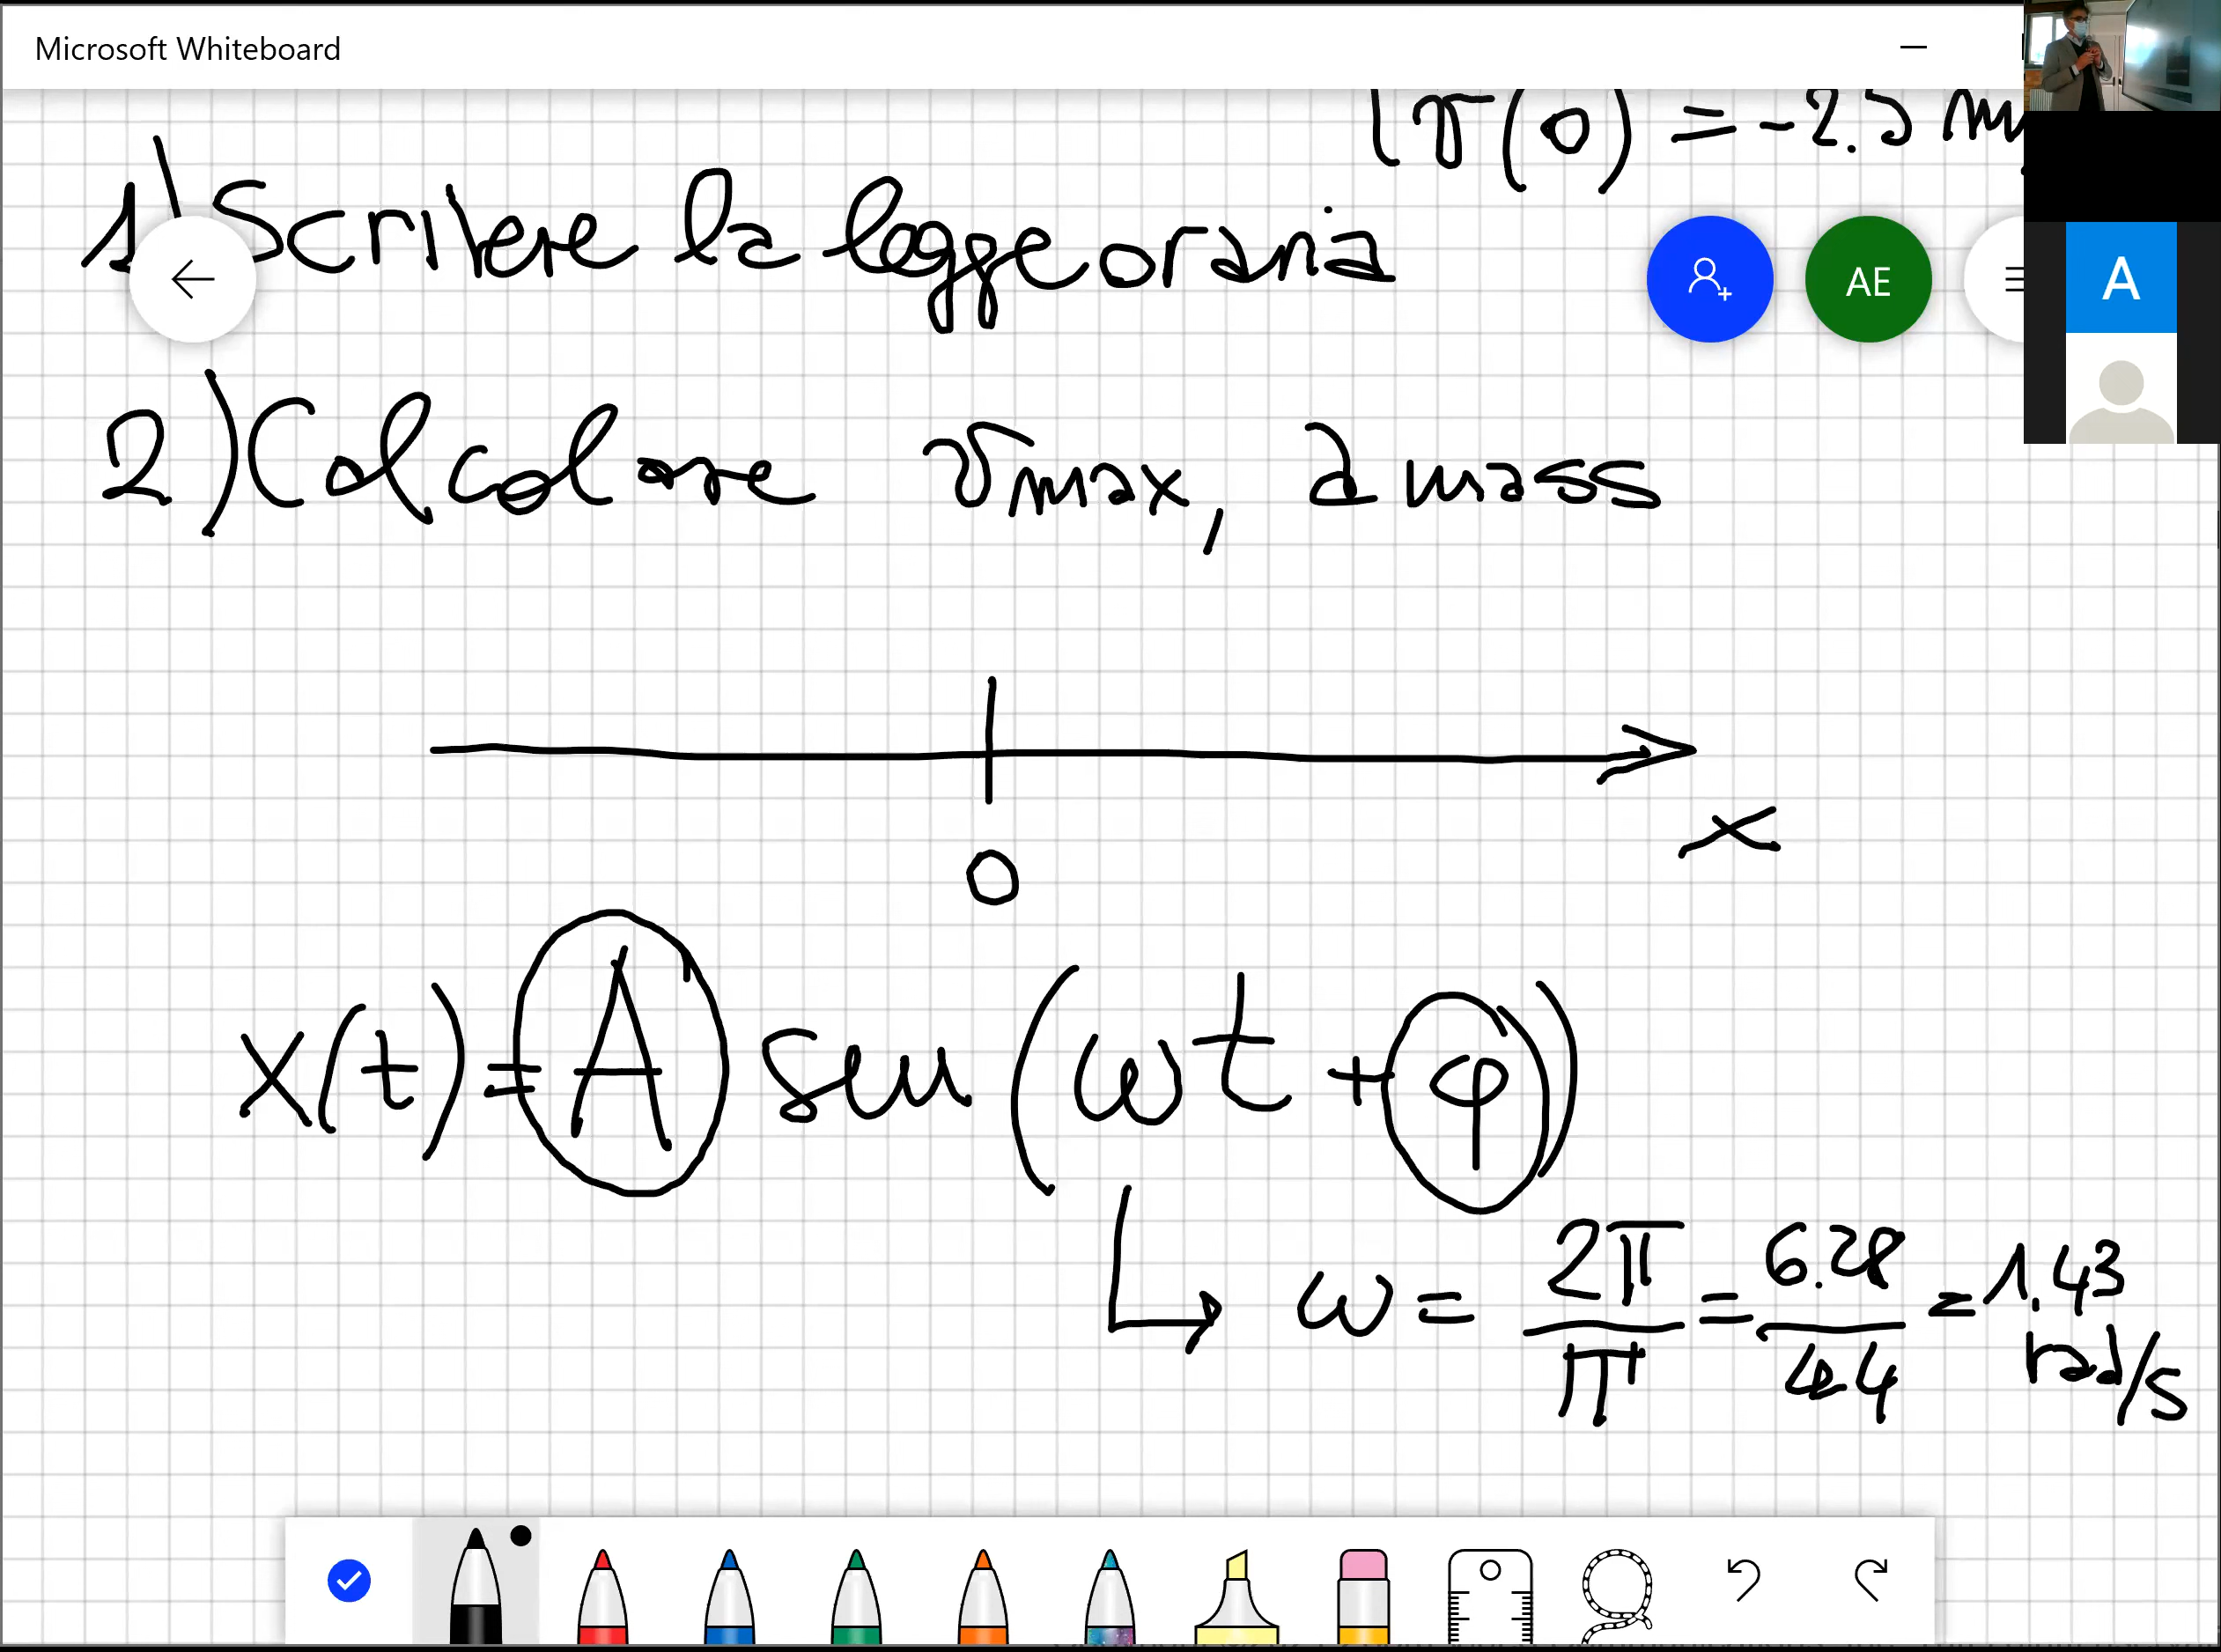 Microsoft Whiteboard
v(0) = -2.5 m
1) Scrivere la legge oraria
AE
A
2) Calcolare vmax, a mass
0
x
x(t) = A sen (ωt + φ)
ω = 2π/T = 6.28/4.4 = 1.43 rad/s